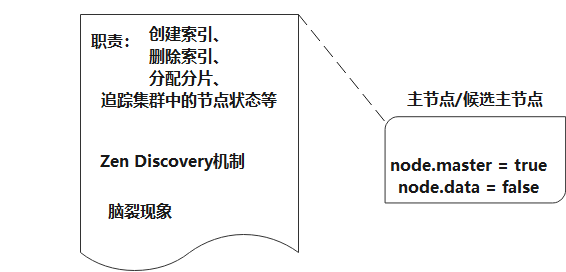 职责： 创建索引、
删除索引、
分配分片、
追踪集群中的节点状态等
Zen Discovery机制
脑裂现象
主节点/候选主节点
node.master = true
node.data = false